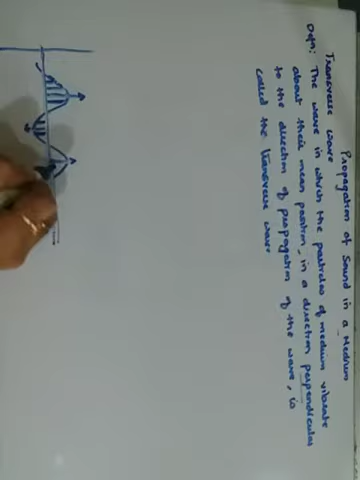 Propagation of Sound in a Medium
Transverse wave
Defn: The wave in which the particles of medium vibrate
about their mean position, in a direction perpendicular
to the direction of propagation of the wave, is
called the transverse wave